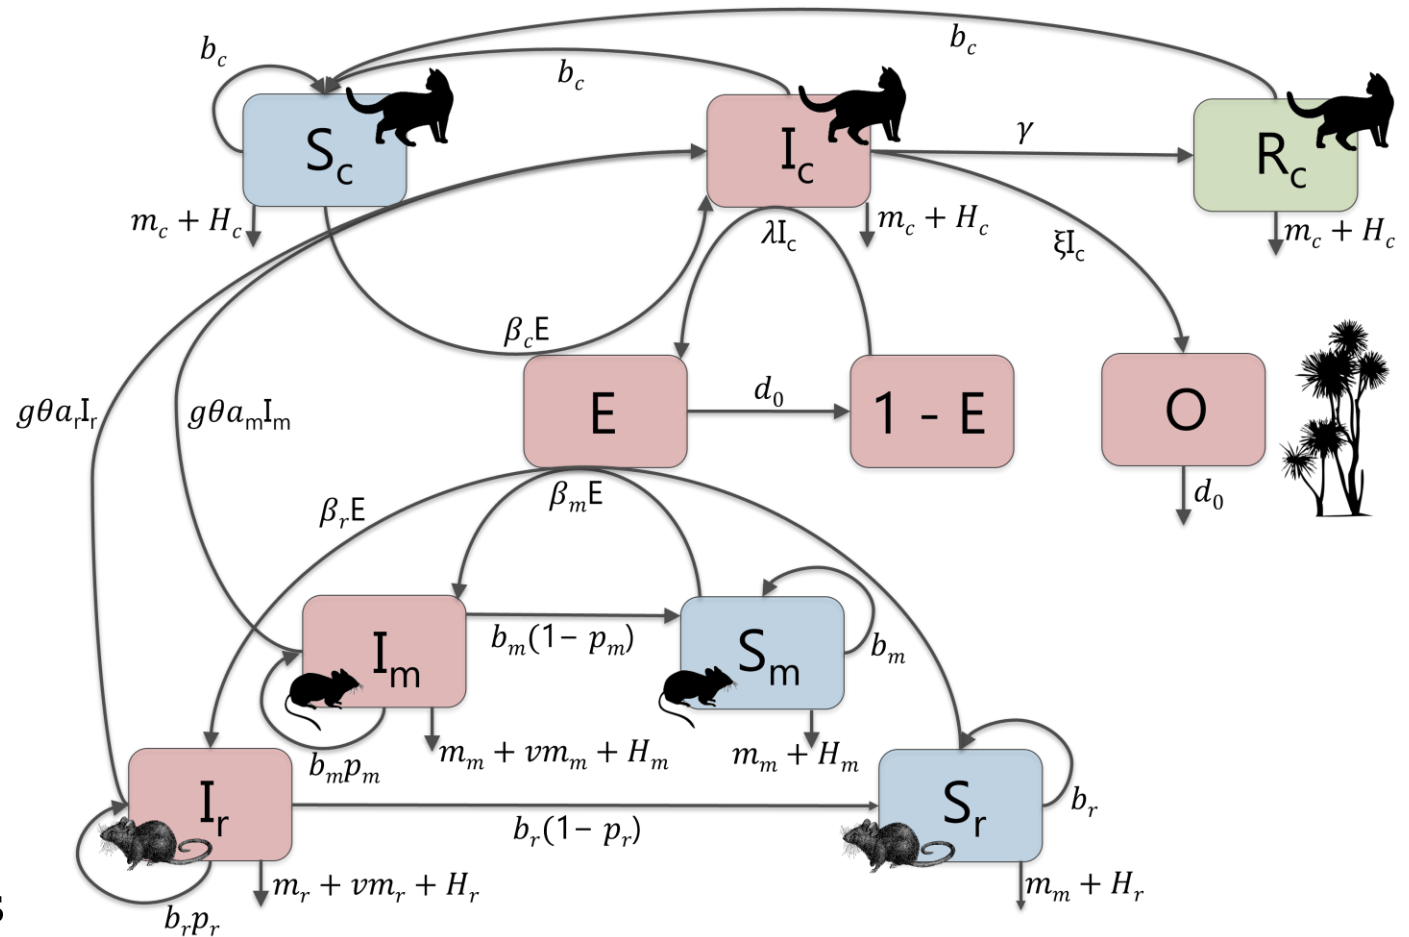 b_c
b_c
b_c
S_c
I_c
γ
R_c
m_c + H_c
m_c + H_c
m_c + H_c
λI_c
ξI_c
β_cE
d_0
gθa_rI_r
gθa_mI_m
E
1 - E
O
β_rE
β_mE
d_0
I_m
b_m(1− p_m)
S_m
b_m
b_mp_m
m_m + vm_m + H_m
m_m + H_m
I_r
b_r(1− p_r)
S_r
b_r
m_r + vm_r + H_r
m_m + H_r
b_rp_r
s